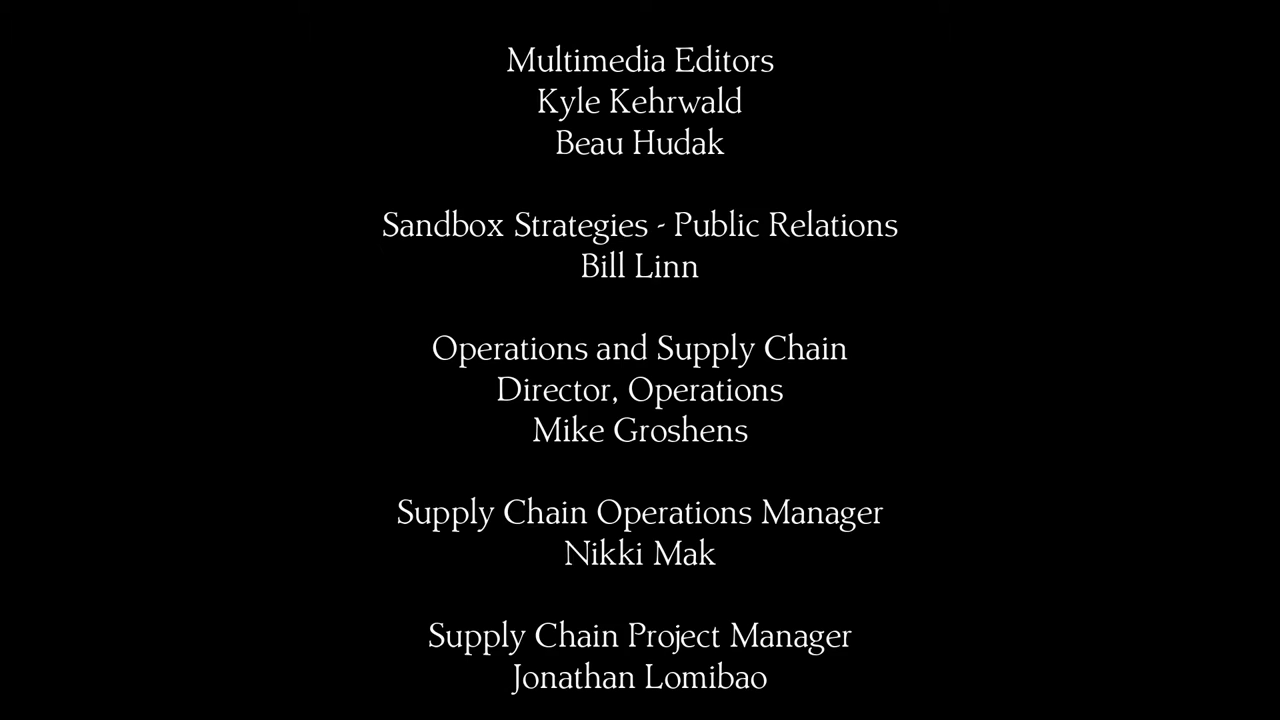 Multimedia Editors
Kyle Kehrwald
Beau Hudak
Sandbox Strategies - Public Relations
Bill Linn
Operations and Supply Chain
Director, Operations
Mike Groshens
Supply Chain Operations Manager
Nikki Mak
Supply Chain Project Manager
Jonathan Lomibao